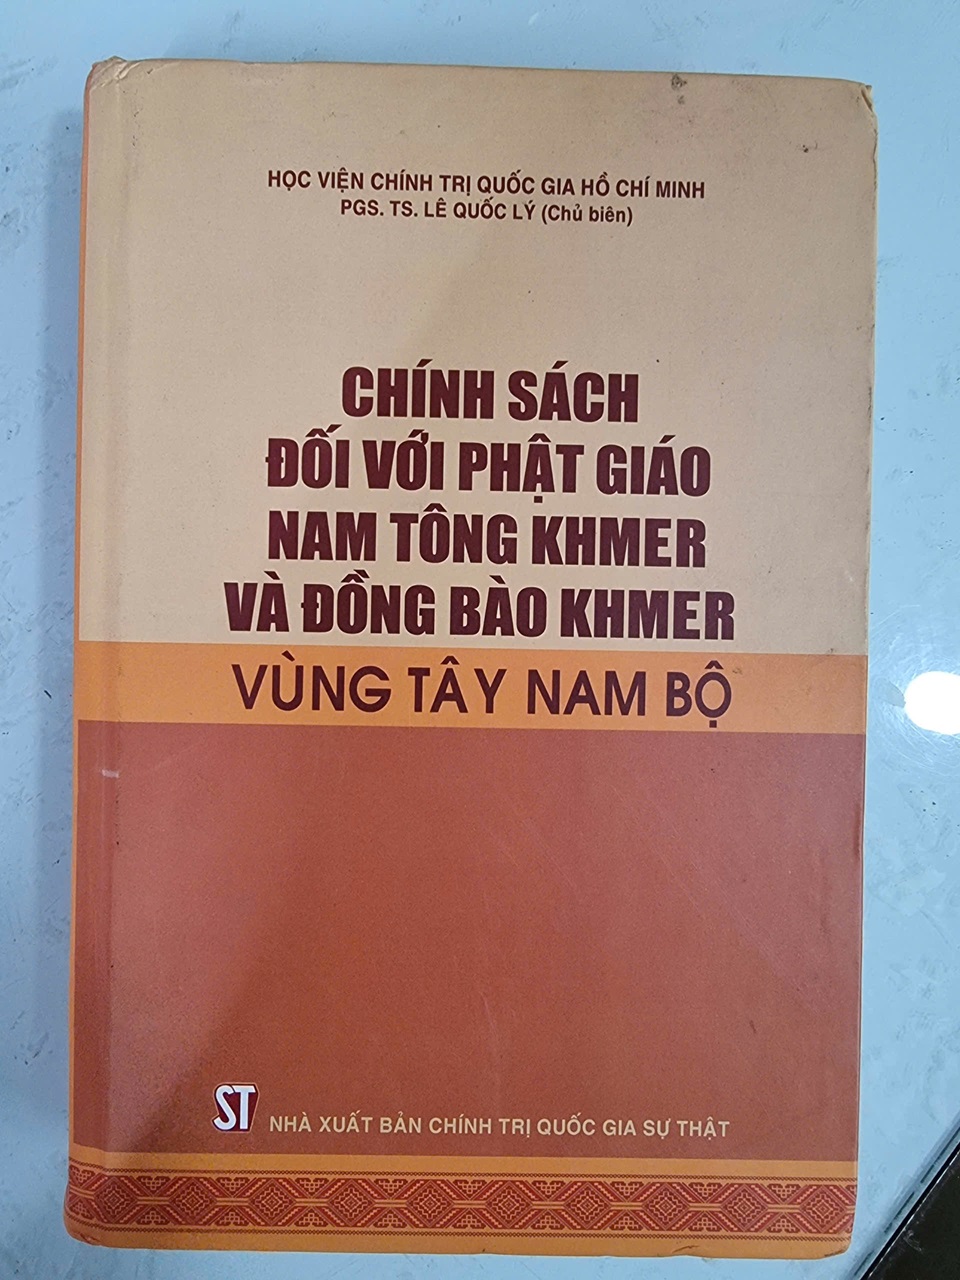 HỌC VIỆN CHÍNH TRỊ QUỐC GIA HỒ CHÍ MINH
PGS. TS. LÊ QUỐC LÝ (Chủ biên)
CHÍNH SÁCH
ĐỐI VỚI PHẬT GIÁO
NAM TÔNG KHMER
VÀ ĐỒNG BÀO KHMER
VÙNG TÂY NAM BỘ
ST
NHÀ XUẤT BẢN CHÍNH TRỊ QUỐC GIA SỰ THẬT